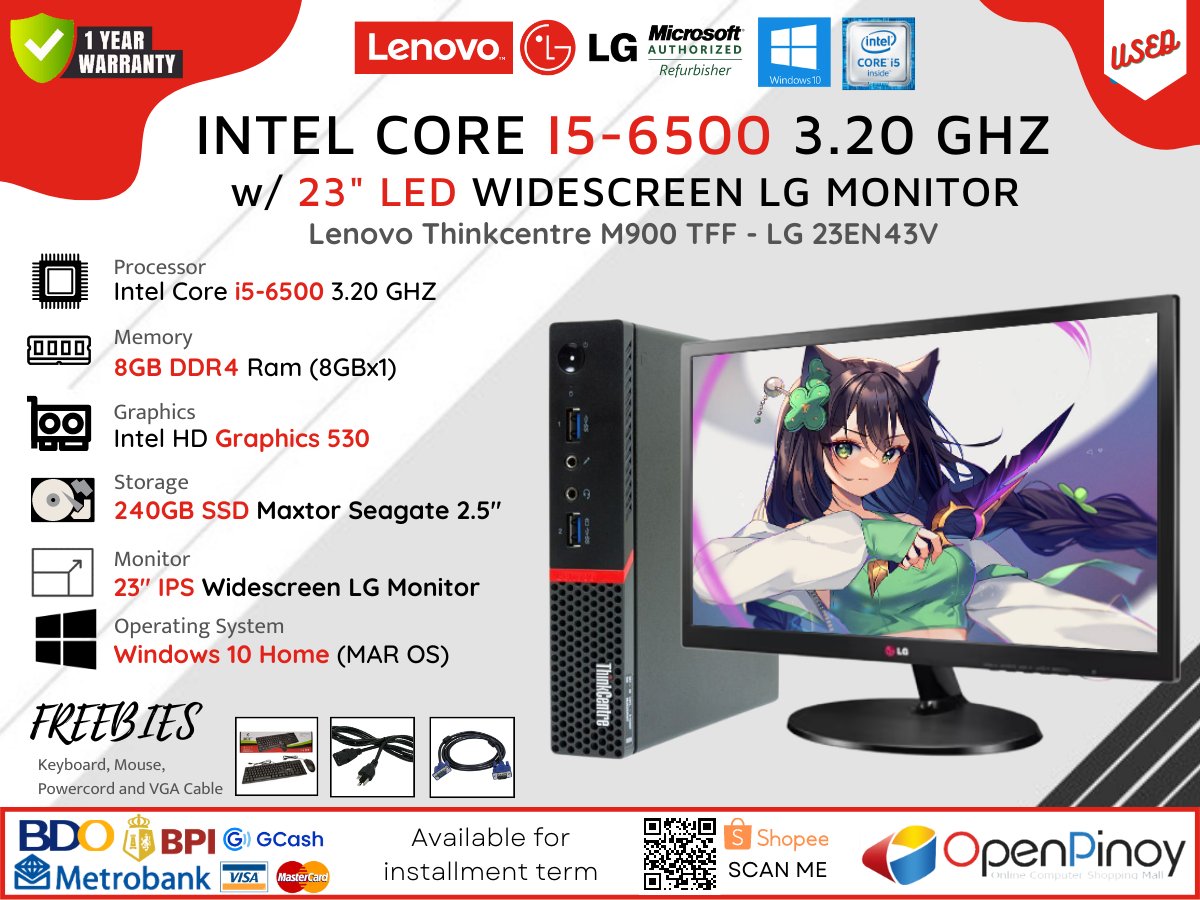 1 YEAR
WARRANTY
Lenovo
LG
Microsoft
AUTHORIZED
Refurbisher
Windows 10
intel
CORE i5
inside
USED
INTEL CORE I5-6500 3.20 GHZ
w/ 23" LED WIDESCREEN LG MONITOR
Lenovo Thinkcentre M900 TFF - LG 23EN43V
Processor
Intel Core i5-6500 3.20 GHZ
Memory
8GB DDR4 Ram (8GBx1)
Graphics
Intel HD Graphics 530
Storage
240GB SSD Maxtor Seagate 2.5"
Monitor
23" IPS Widescreen LG Monitor
Operating System
Windows 10 Home (MAR OS)
ThinkCentre
LG
FREEBIES
Keyboard, Mouse,
Powercord and VGA Cable
BDO BPI GCash
Metrobank VISA MasterCard
Available for
installment term
Shopee
SCAN ME
OpenPinoy
Online Computer Shopping Mall